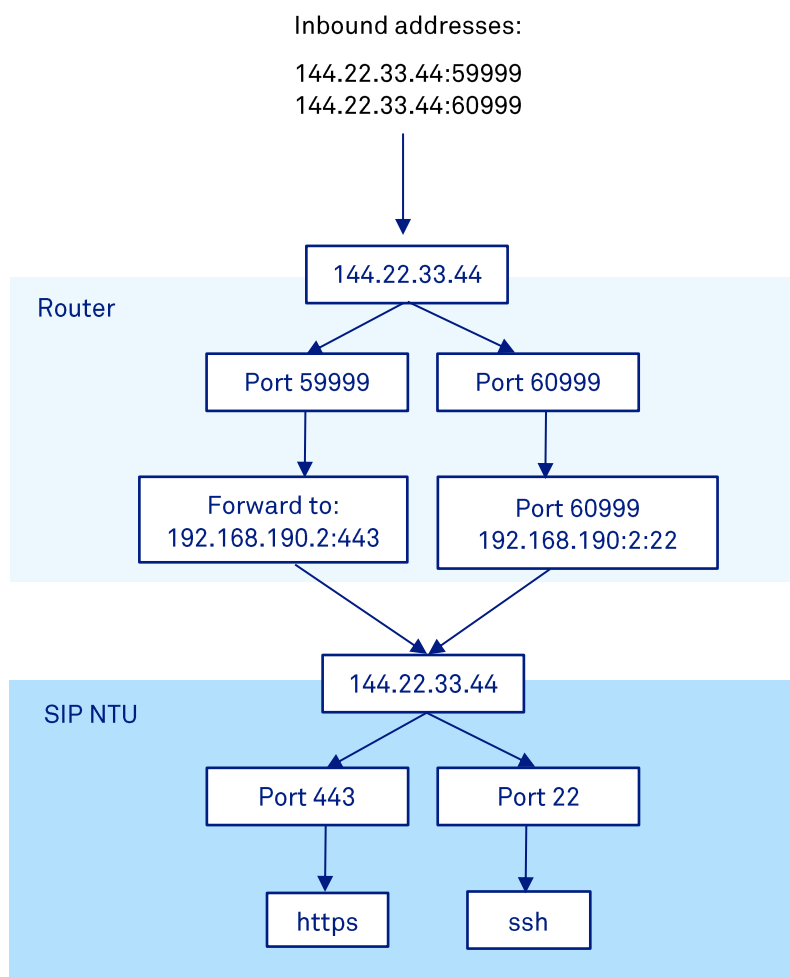 Inbound addresses:
144.22.33.44:59999
144.22.33.44:60999
144.22.33.44
Router
Port 59999
Port 60999
Forward to:
192.168.190.2:443
Port 60999
192.168.190:2:22
144.22.33.44
SIP NTU
Port 443
Port 22
https
ssh